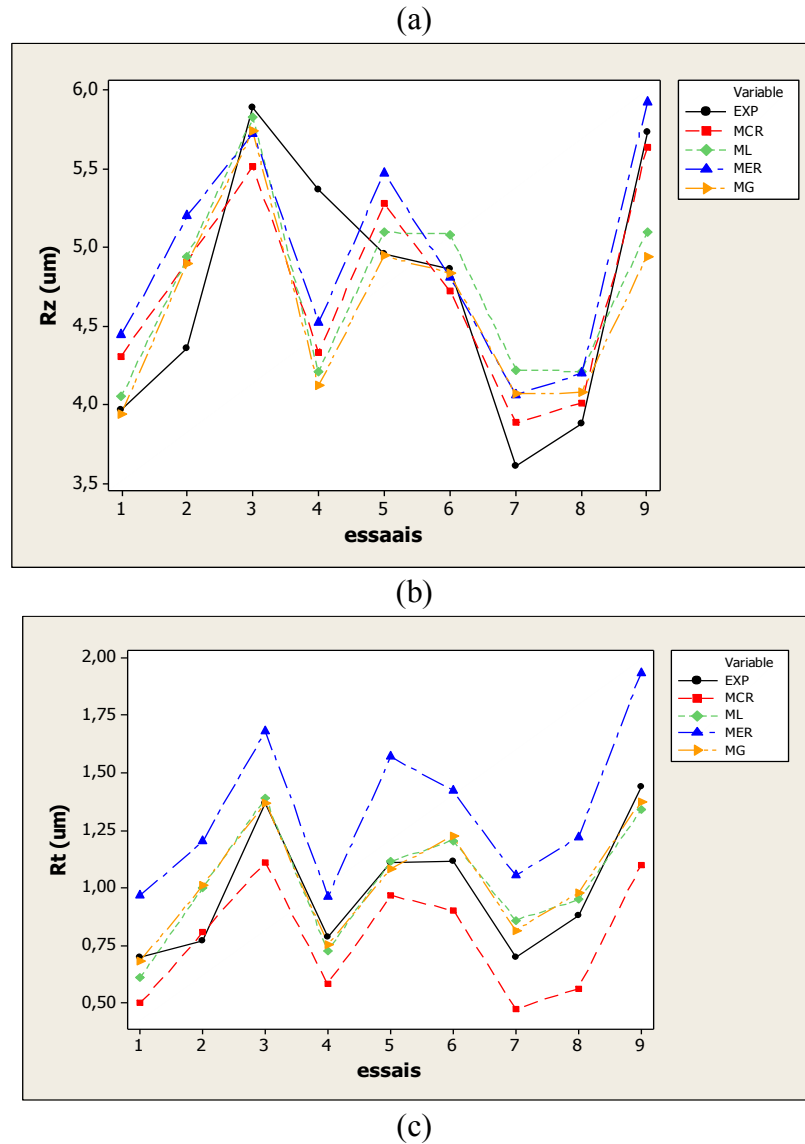 (a)
6,0
5,5
5,0
4,5
4,0
3,5
Rz (um)
1 2 3 4 5 6 7 8 9
essaais
Variable
EXP
MCR
ML
MER
MG
(b)
2,00
1,75
1,50
1,25
1,00
0,75
0,50
Rt (um)
1 2 3 4 5 6 7 8 9
essais
Variable
EXP
MCR
ML
MER
MG
(c)